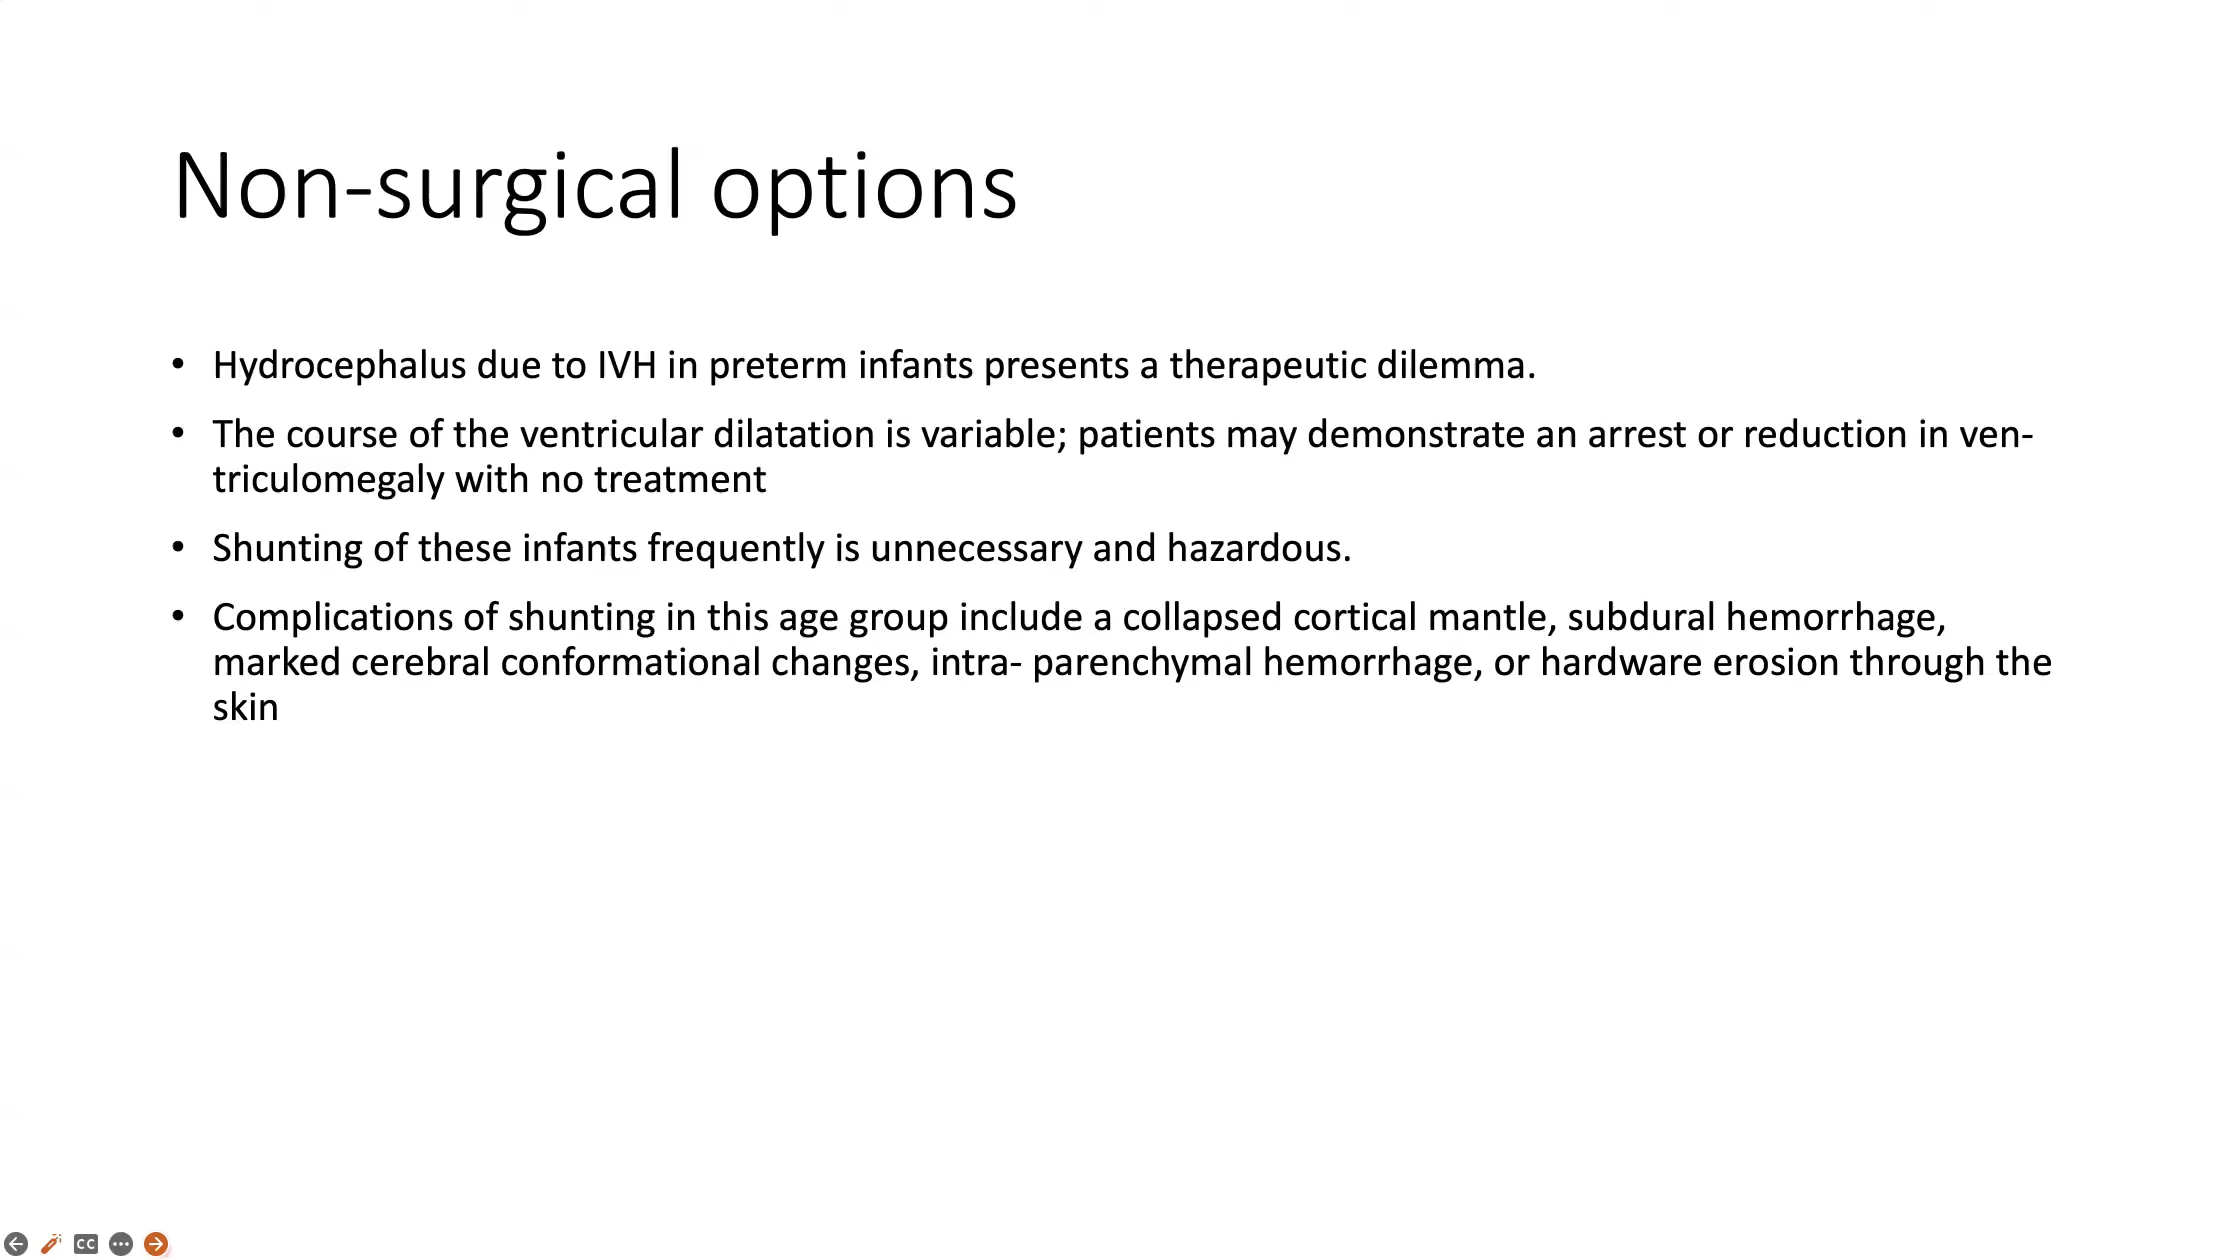 Non-surgical options
• Hydrocephalus due to IVH in preterm infants presents a therapeutic dilemma.
• The course of the ventricular dilatation is variable; patients may demonstrate an arrest or reduction in ven-
triculomegaly with no treatment
• Shunting of these infants frequently is unnecessary and hazardous.
• Complications of shunting in this age group include a collapsed cortical mantle, subdural hemorrhage,
marked cerebral conformational changes, intra- parenchymal hemorrhage, or hardware erosion through the
skin
CC